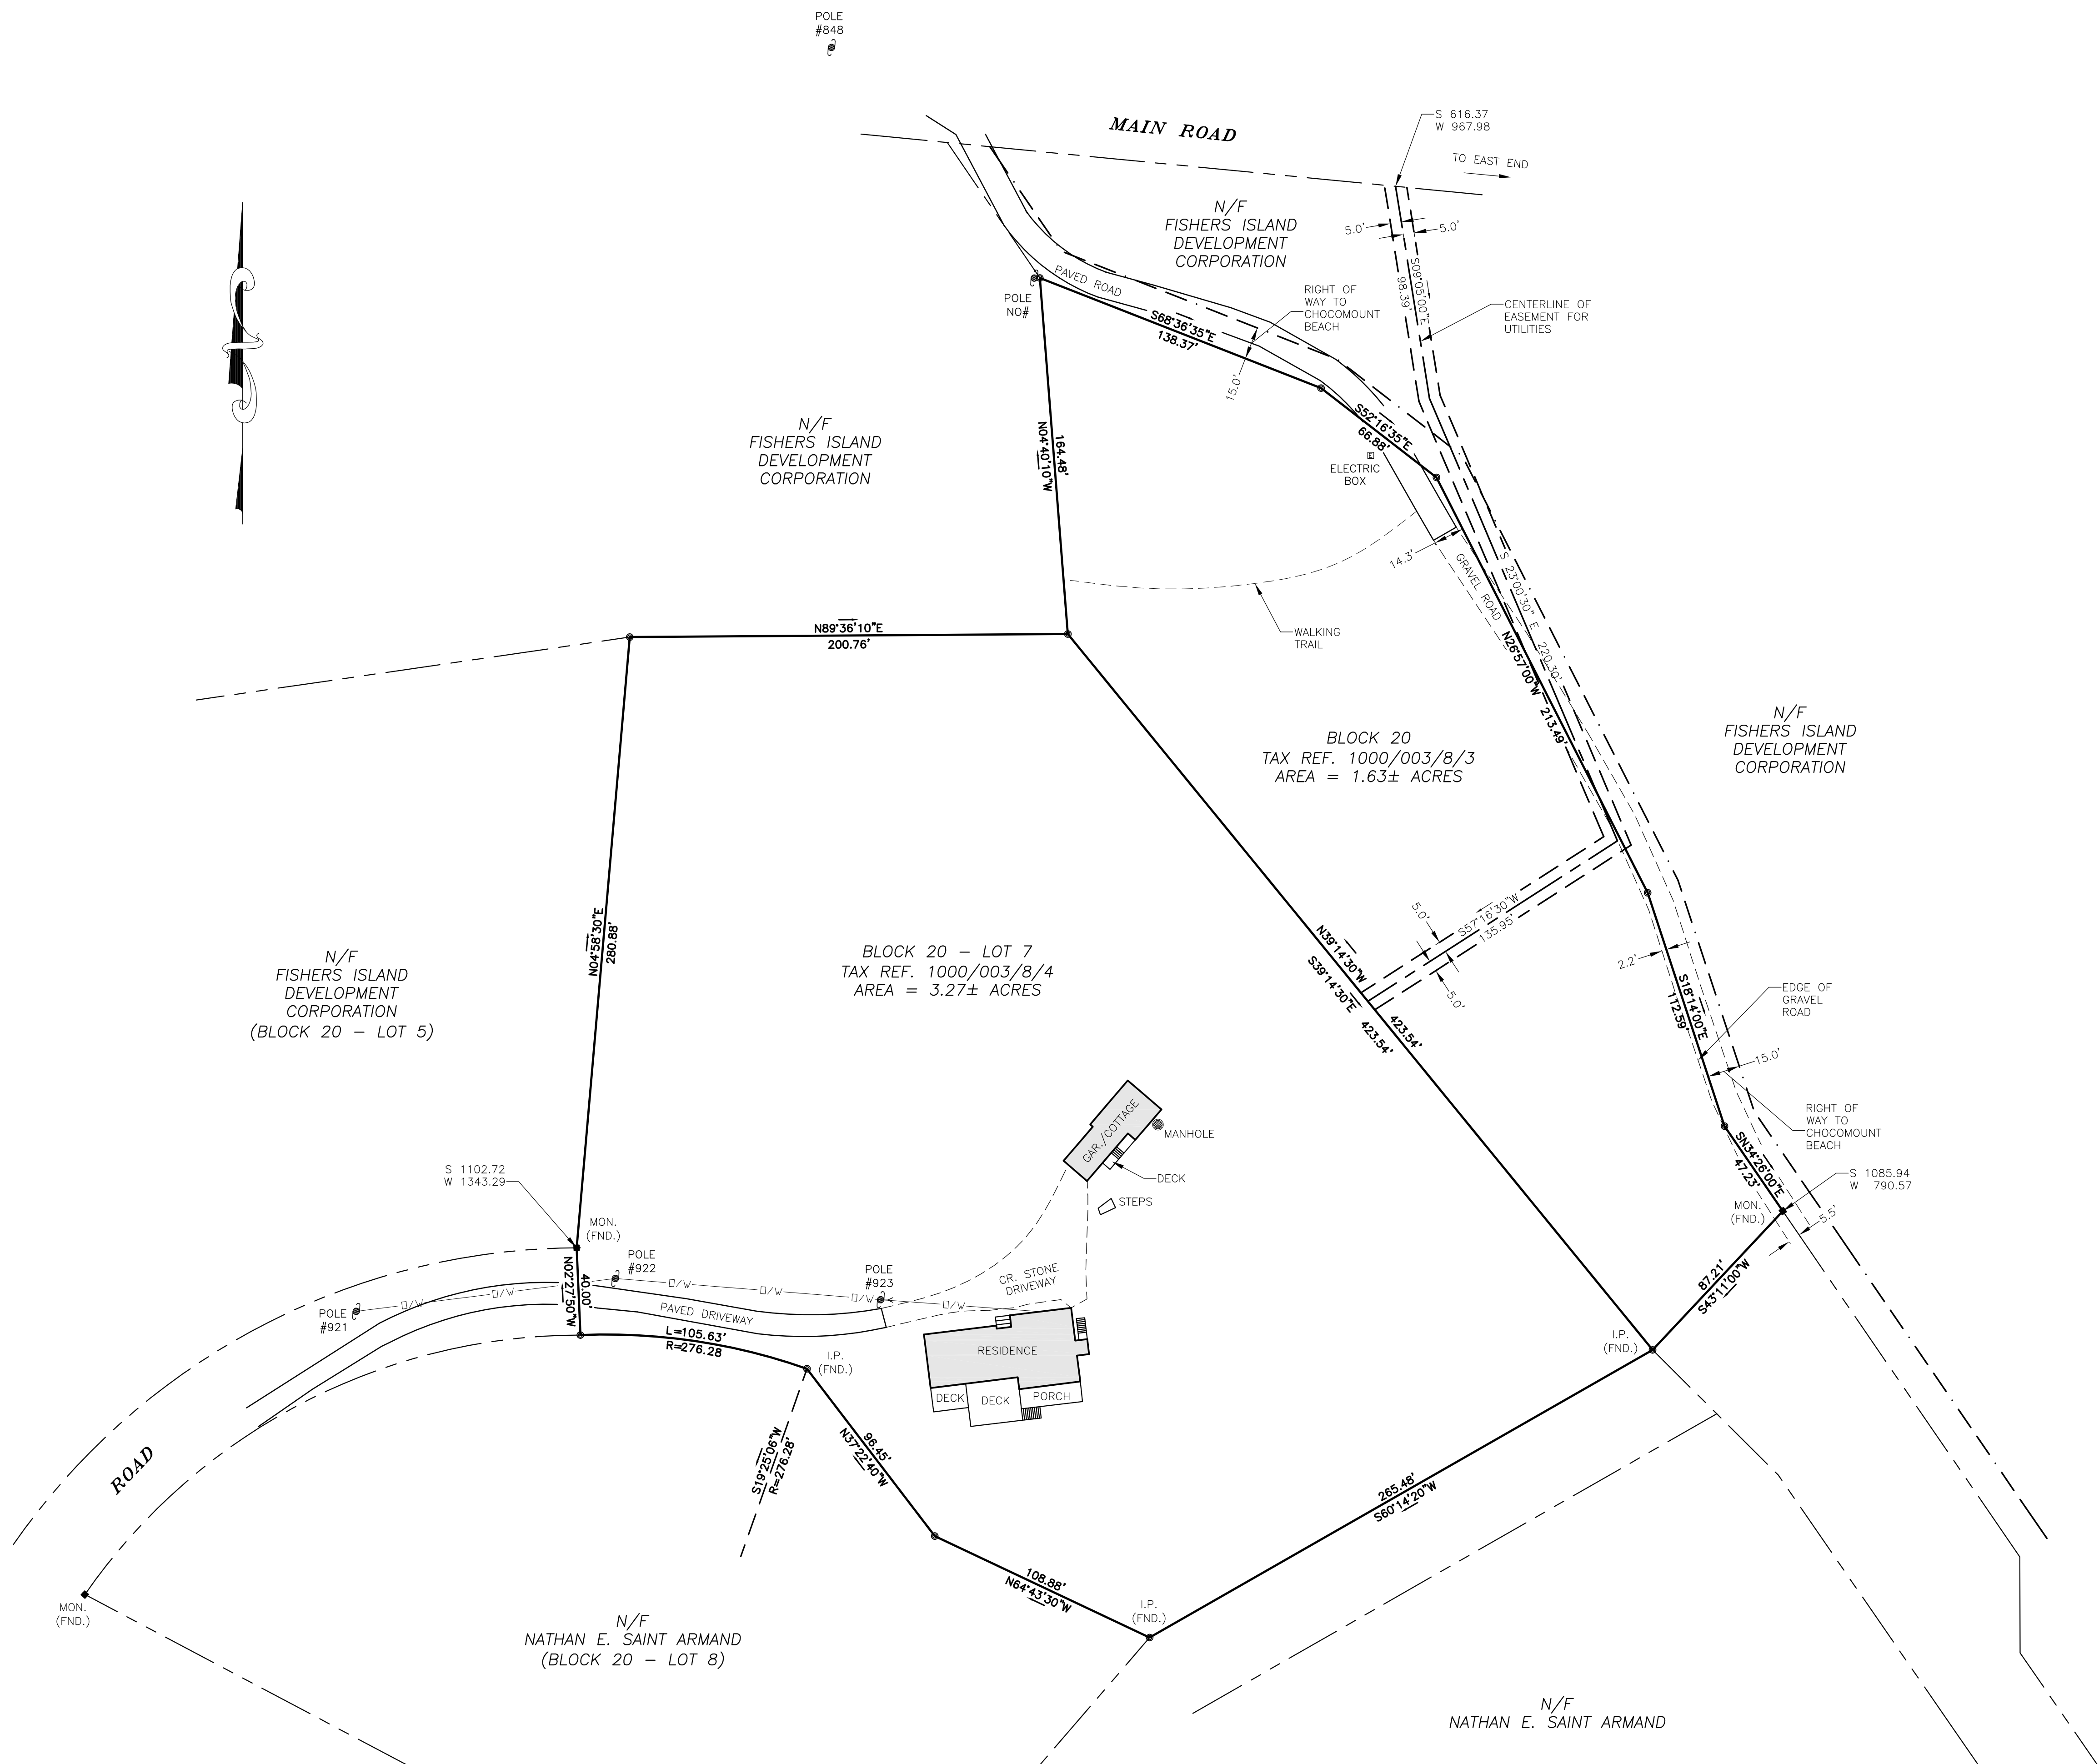 POLE
#848
MAIN ROAD
S 616.37
W 967.98
TO EAST END
N/F
FISHERS ISLAND
DEVELOPMENT
CORPORATION
5.0'
5.0'
S09°05'00"E
98.39'
PAVED ROAD
POLE
NO#
RIGHT OF
WAY TO
CHOCOMOUNT
BEACH
CENTERLINE OF
EASEMENT FOR
UTILITIES
S68°36'35"E
138.37'
15.0'
N/F
FISHERS ISLAND
DEVELOPMENT
CORPORATION
164.48'
N04°40'10"W
S52°16'35"E
66.88'
ELECTRIC
BOX
E
14.3'
GRAVEL ROAD
S 23°00'30" E 220.30'
WALKING
TRAIL
N89°36'10"E
200.76'
N26°57'00"W 213.49'
BLOCK 20
TAX REF. 1000/003/8/3
AREA = 1.63± ACRES
N/F
FISHERS ISLAND
DEVELOPMENT
CORPORATION
N04°58'30"E
280.88'
N/F
FISHERS ISLAND
DEVELOPMENT
CORPORATION
(BLOCK 20 - LOT 5)
BLOCK 20 - LOT 7
TAX REF. 1000/003/8/4
AREA = 3.27± ACRES
N39°14'30"W 423.54'
S39°14'30"E 423.54'
5.0'
S57°16'30"W
135.95'
5.0'
2.2'
S18°14'00"E
112.59'
EDGE OF
GRAVEL
ROAD
15.0'
RIGHT OF
WAY TO
CHOCOMOUNT
BEACH
GAR./COTTAGE
MANHOLE
DECK
STEPS
SN34°26'00"E
47.23'
S 1085.94
W 790.57
MON.
(FND.)
5.5'
S 1102.72
W 1343.29
MON.
(FND.)
POLE
#922
POLE
#923
CR. STONE
DRIVEWAY
O/W
O/W
O/W
O/W
O/W
O/W
POLE
#921
40.00'
N02°27'50"W
PAVED DRIVEWAY
L=105.63'
R=276.28
I.P.
(FND.)
RESIDENCE
DECK
DECK
PORCH
87.21'
S43°11'00"W
I.P.
(FND.)
S19°25'06"W
R=276.28'
96.45'
N37°22'40"W
265.48'
S60°14'20"W
ROAD
108.88'
N64°43'30"W
I.P.
(FND.)
MON.
(FND.)
N/F
NATHAN E. SAINT ARMAND
(BLOCK 20 - LOT 8)
N/F
NATHAN E. SAINT ARMAND